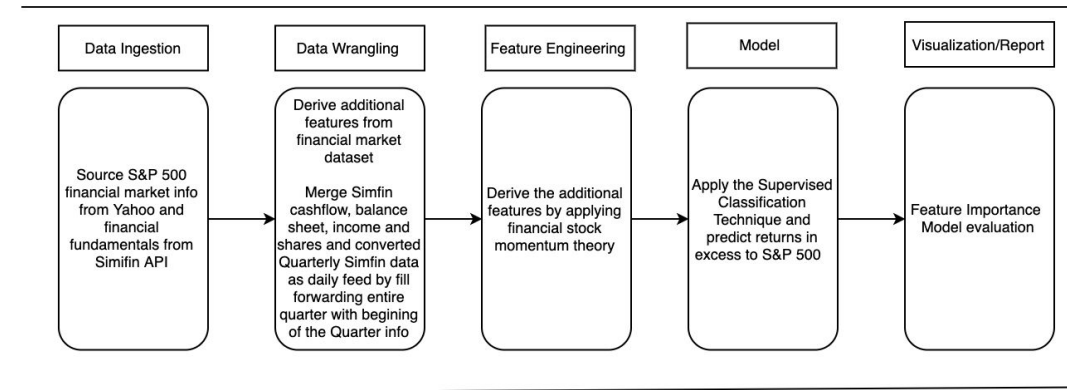 Data Ingestion
Data Wrangling
Feature Engineering
Model
Visualization/Report
Source S&P 500
financial market info
from Yahoo and
financial
fundamentals from
Simifin API
Derive additional
features from
financial market
dataset
Merge Simfin
cashflow, balance
sheet, income and
shares and converted
Quarterly Simfin data
as daily feed by fill
forwarding entire
quarter with begining
of the Quarter info
Derive the additional
features by applying
financial stock
momentum theory
Apply the Supervised
Classification
Technique and
predict returns in
excess to S&P 500
Feature Importance
Model evaluation